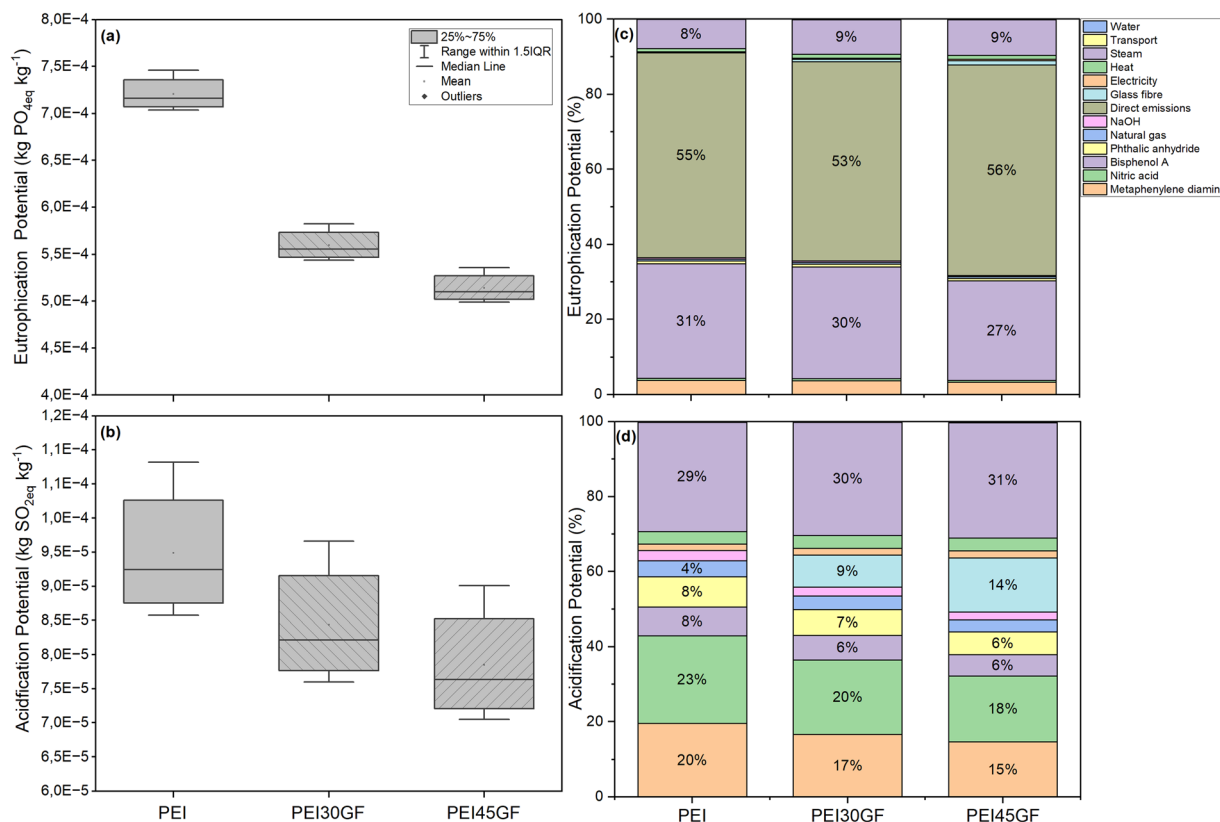 (a)
8,0E−4
7,5E−4
7,0E−4
6,5E−4
6,0E−4
5,5E−4
5,0E−4
4,5E−4
4,0E−4
Eutrophication Potential (kg PO4eq kg-1)
25%~75%
Range within 1.5IQR
Median Line
Mean
Outliers
(b)
1,2E−4
1,1E−4
1,1E−4
1,0E−4
9,5E−5
9,0E−5
8,5E−5
8,0E−5
7,5E−5
7,0E−5
6,5E−5
6,0E−5
Acidification Potential (kg SO2eq kg-1)
PEI PEI30GF PEI45GF
(c)
100
80
60
40
20
0
Eutrophication Potential (%)
8% 9% 9%
55% 53% 56%
31% 30% 27%
Water
Transport
Steam
Heat
Electricity
Glass fibre
Direct emissions
NaOH
Natural gas
Phthalic anhydride
Bisphenol A
Nitric acid
Metaphenylene diamin
(d)
100
80
60
40
20
0
Acidification Potential (%)
29% 30% 31%
4% 9% 14%
8% 7% 6%
8% 6% 6%
23% 20% 18%
20% 17% 15%
PEI PEI30GF PEI45GF